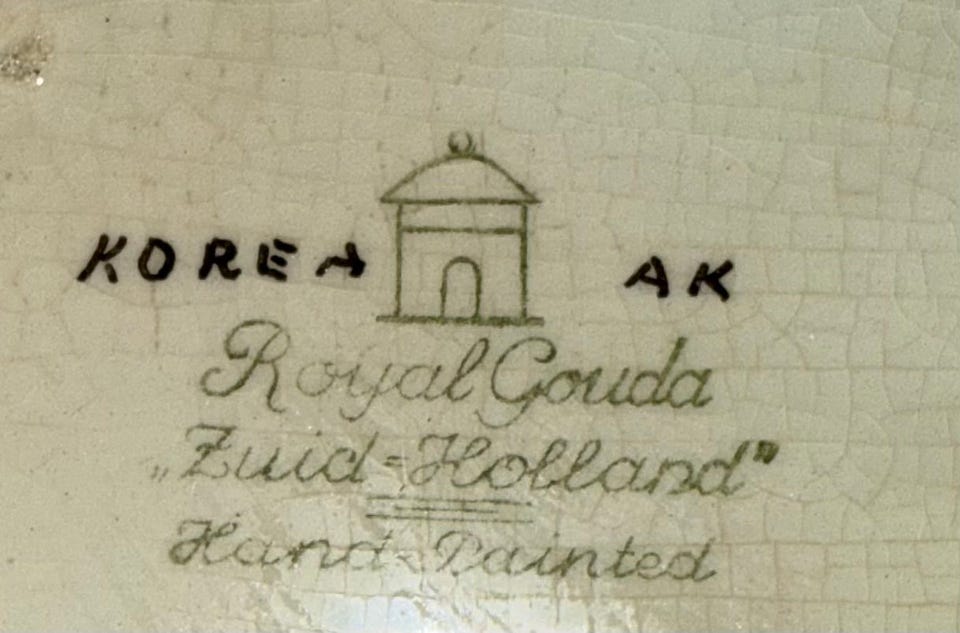 KOREA AK
Royal Gouda
„Zuid=Holland”
Hand-Painted